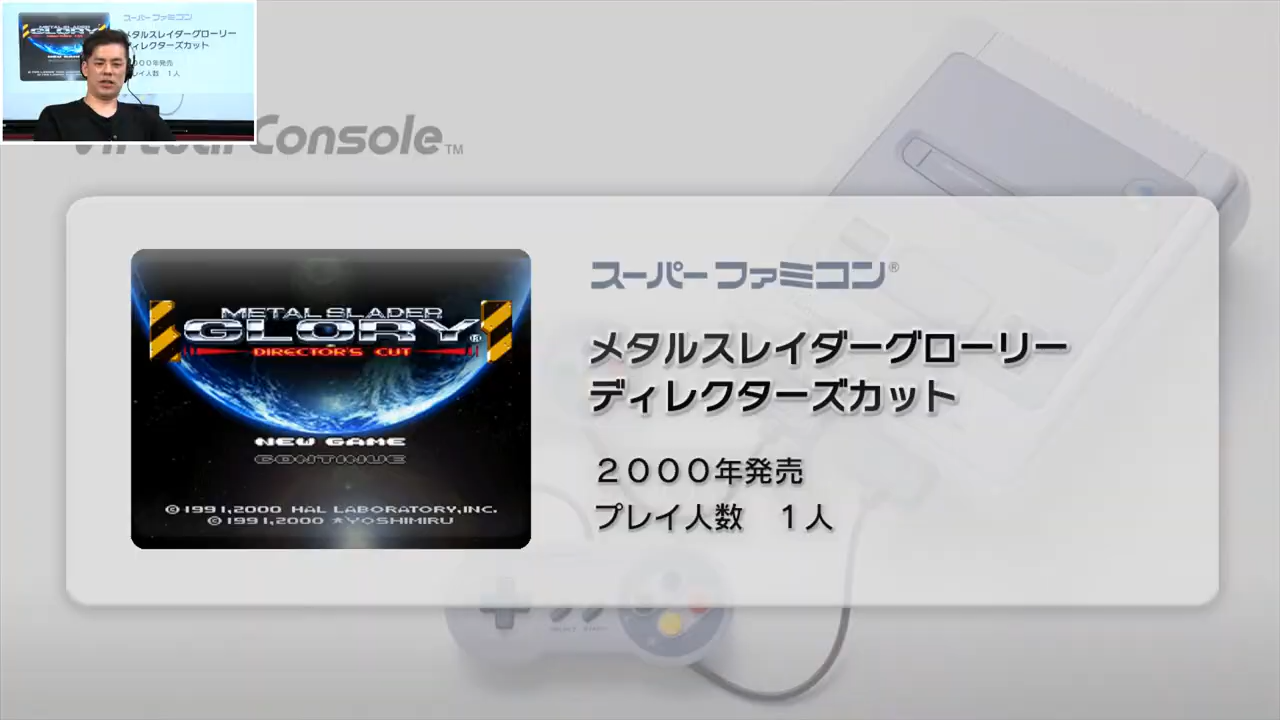 Virtual Console™
METAL SLADER
GLORY®
DIRECTOR'S CUT
NEW GAME
CONTINUE
©1991,2000 HAL LABORATORY,INC.
©1991,2000 ★YOSHIMIRU
スーパーファミコン®
メタルスレイダーグローリー
ディレクターズカット
2000年発売
プレイ人数　1人